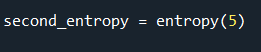 second_entropy = entropy(5)